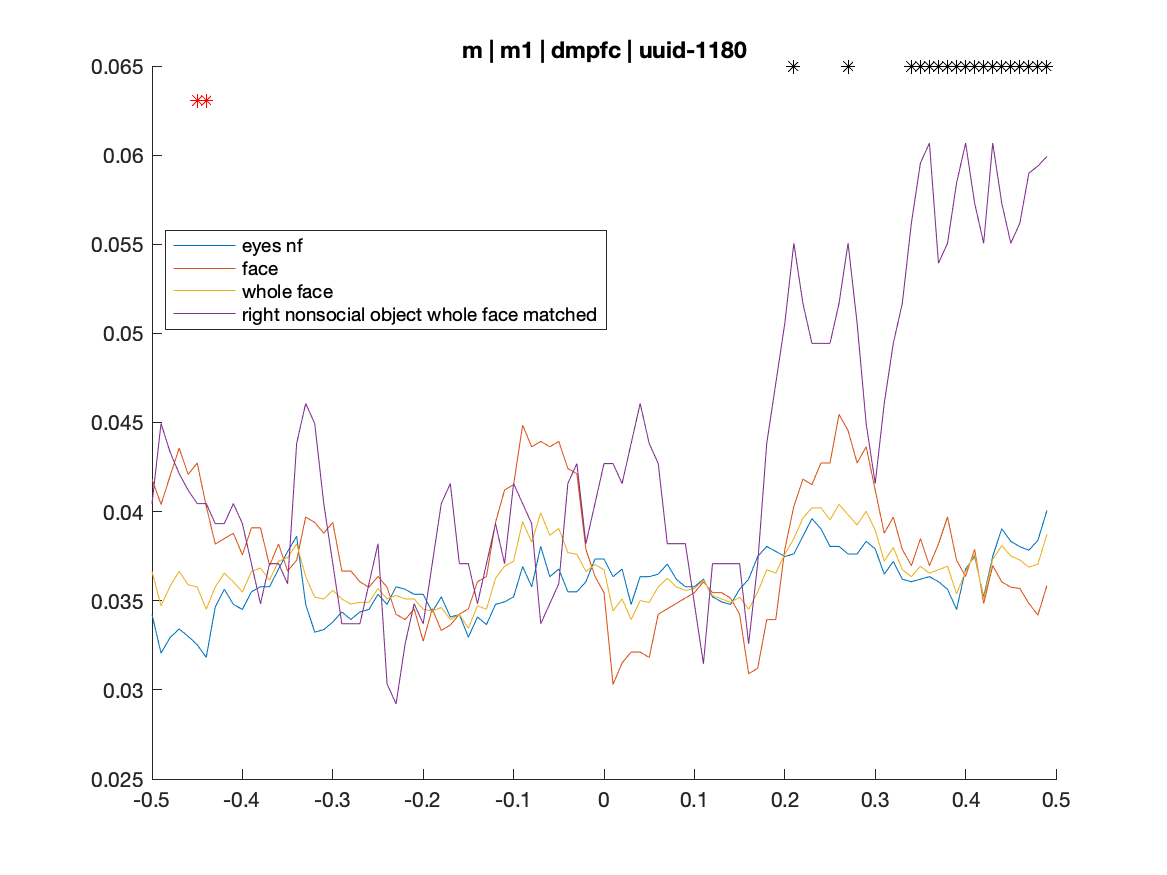 m | m1 | dmpfc | uuid-1180
0.065
0.06
0.055
0.05
0.045
0.04
0.035
0.03
0.025
eyes nf
face
whole face
right nonsocial object whole face matched
-0.5 -0.4 -0.3 -0.2 -0.1 0 0.1 0.2 0.3 0.4 0.5